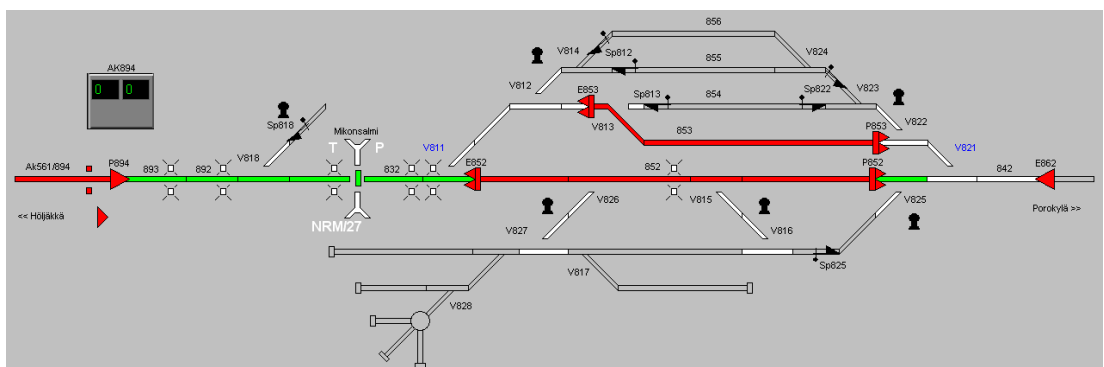 856
V814
Sp812
V824
855
AK894
0 0
V812
E853
Sp813
854
Sp822
V823
Sp818
V822
Mikonsalmi
V813
853
P853
T P
V811
V821
Ak561/894
P894
893
892
V818
832
E852
852
P852
842
E862
<< Höljäkkä
NRM/27
V826
V815
V825
Porokylä >>
V827
V816
V817
Sp825
V828